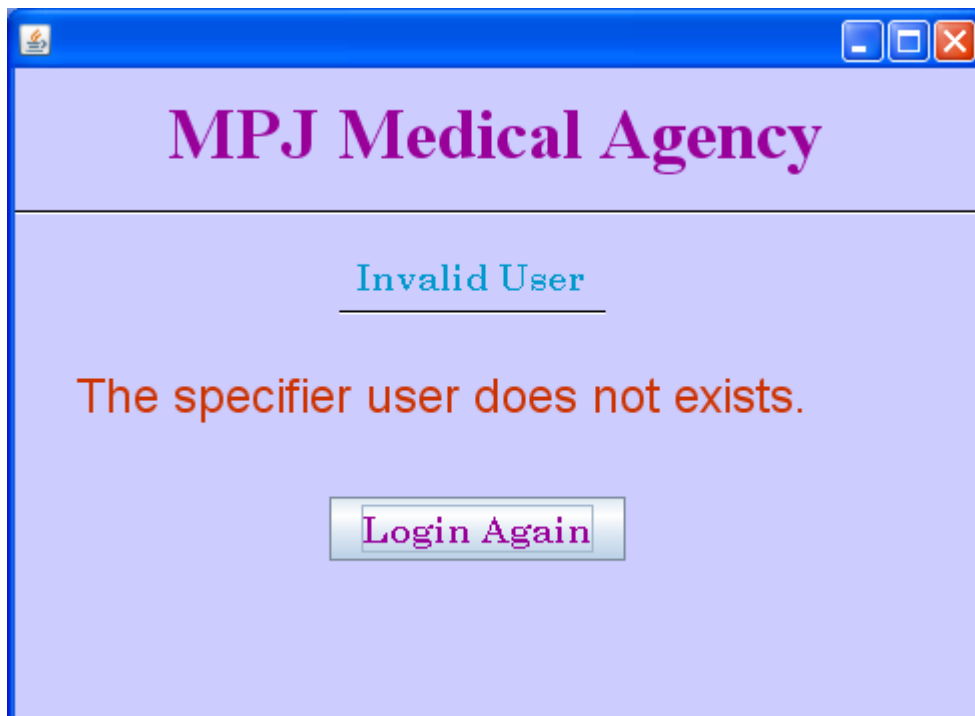 MPJ Medical Agency
Invalid User
The specifier user does not exists.
Login Again